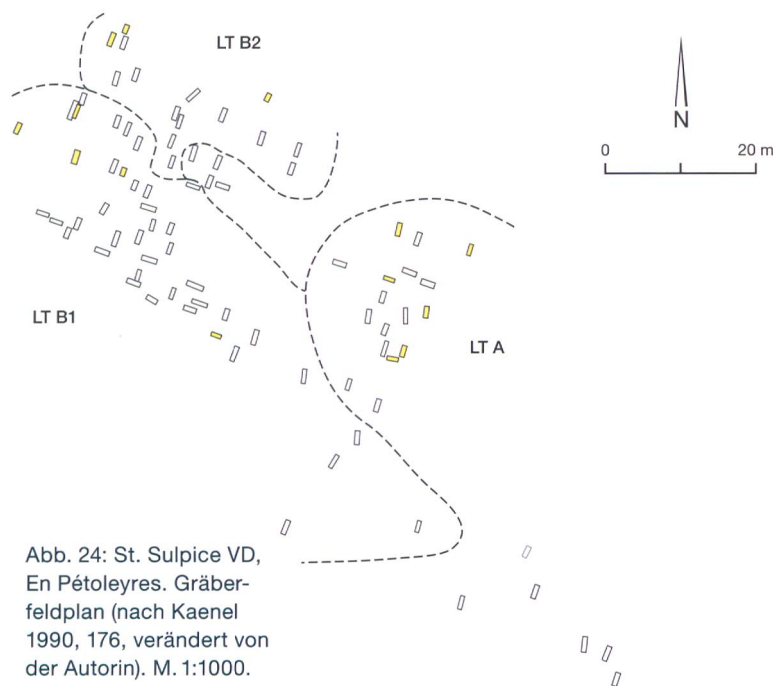 LT B2
N
0 20 m
LT B1
LT A
Abb. 24: St. Sulpice VD,
En Pétoleyres. Gräber-
feldplan (nach Kaenel
1990, 176, verändert von
der Autorin). M. 1:1000.